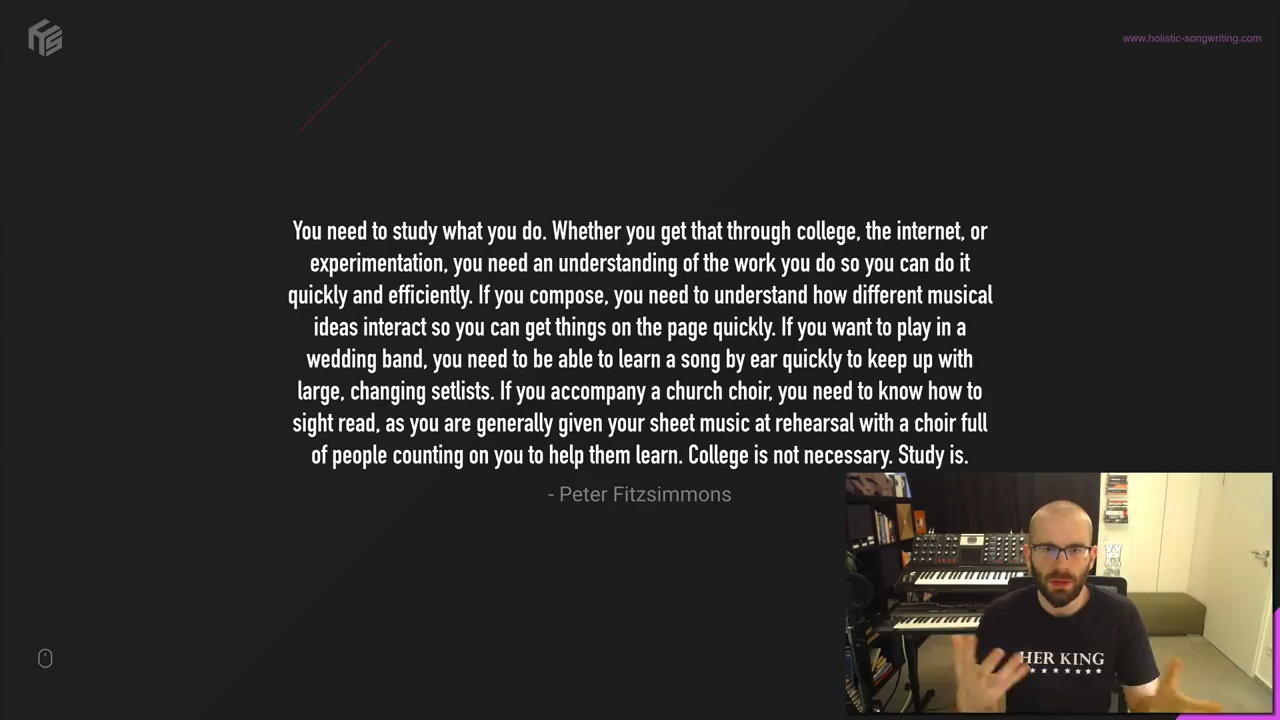 www.holistic-songwriting.com
You need to study what you do. Whether you get that through college, the internet, or
experimentation, you need an understanding of the work you do so you can do it
quickly and efficiently. If you compose, you need to understand how different musical
ideas interact so you can get things on the page quickly. If you want to play in a
wedding band, you need to be able to learn a song by ear quickly to keep up with
large, changing setlists. If you accompany a church choir, you need to know how to
sight read, as you are generally given your sheet music at rehearsal with a choir full
of people counting on you to help them learn. College is not necessary. Study is.
- Peter Fitzsimmons
HER KING